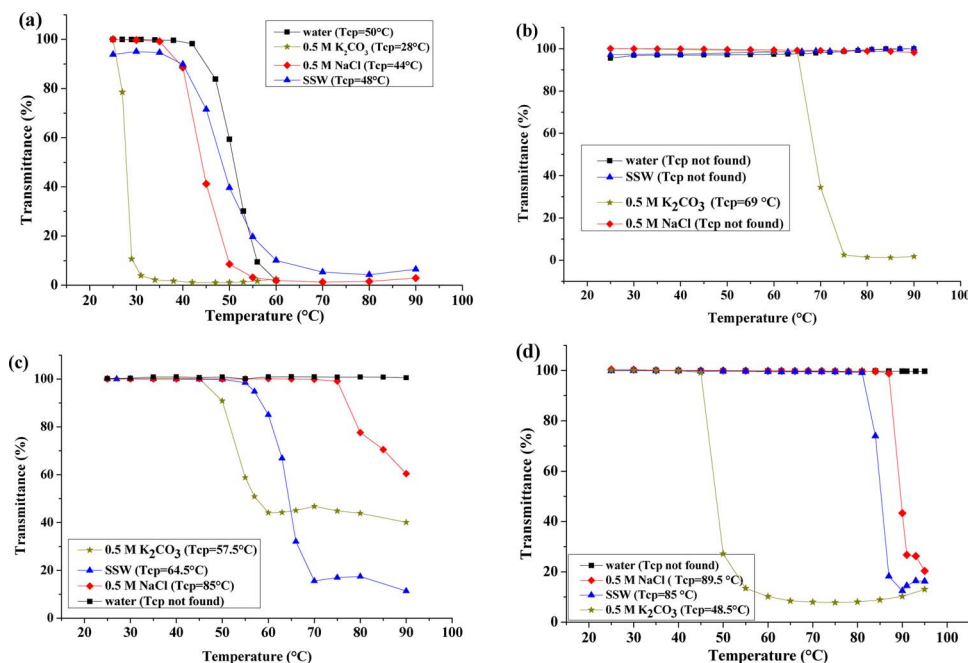 (a)
water (Tcp=50°C)
0.5 M K2CO3 (Tcp=28°C)
0.5 M NaCl (Tcp=44°C)
SSW (Tcp=48°C)
100
80
60
40
20
0
Transmittance (%)
20 30 40 50 60 70 80 90 100
Temperature (°C)
(b)
100
80
60
40
20
0
Transmittance (%)
water (Tcp not found)
SSW (Tcp not found)
0.5 M K2CO3 (Tcp=69 °C)
0.5 M NaCl (Tcp not found)
20 30 40 50 60 70 80 90 100
Temperature (°C)
(c)
100
80
60
40
20
0
Transmittance (%)
0.5 M K2CO3 (Tcp=57.5°C)
SSW (Tcp=64.5°C)
0.5 M NaCl (Tcp=85°C)
water (Tcp not found)
20 30 40 50 60 70 80 90 100
Temperature (°C)
(d)
100
80
60
40
20
0
Transmittance (%)
water (Tcp not found)
0.5 M NaCl ( Tcp=89.5 °C)
SSW (Tcp=85 °C)
0.5 M K2CO3 (Tcp=48.5°C)
20 30 40 50 60 70 80 90 100
Temperature (°C)